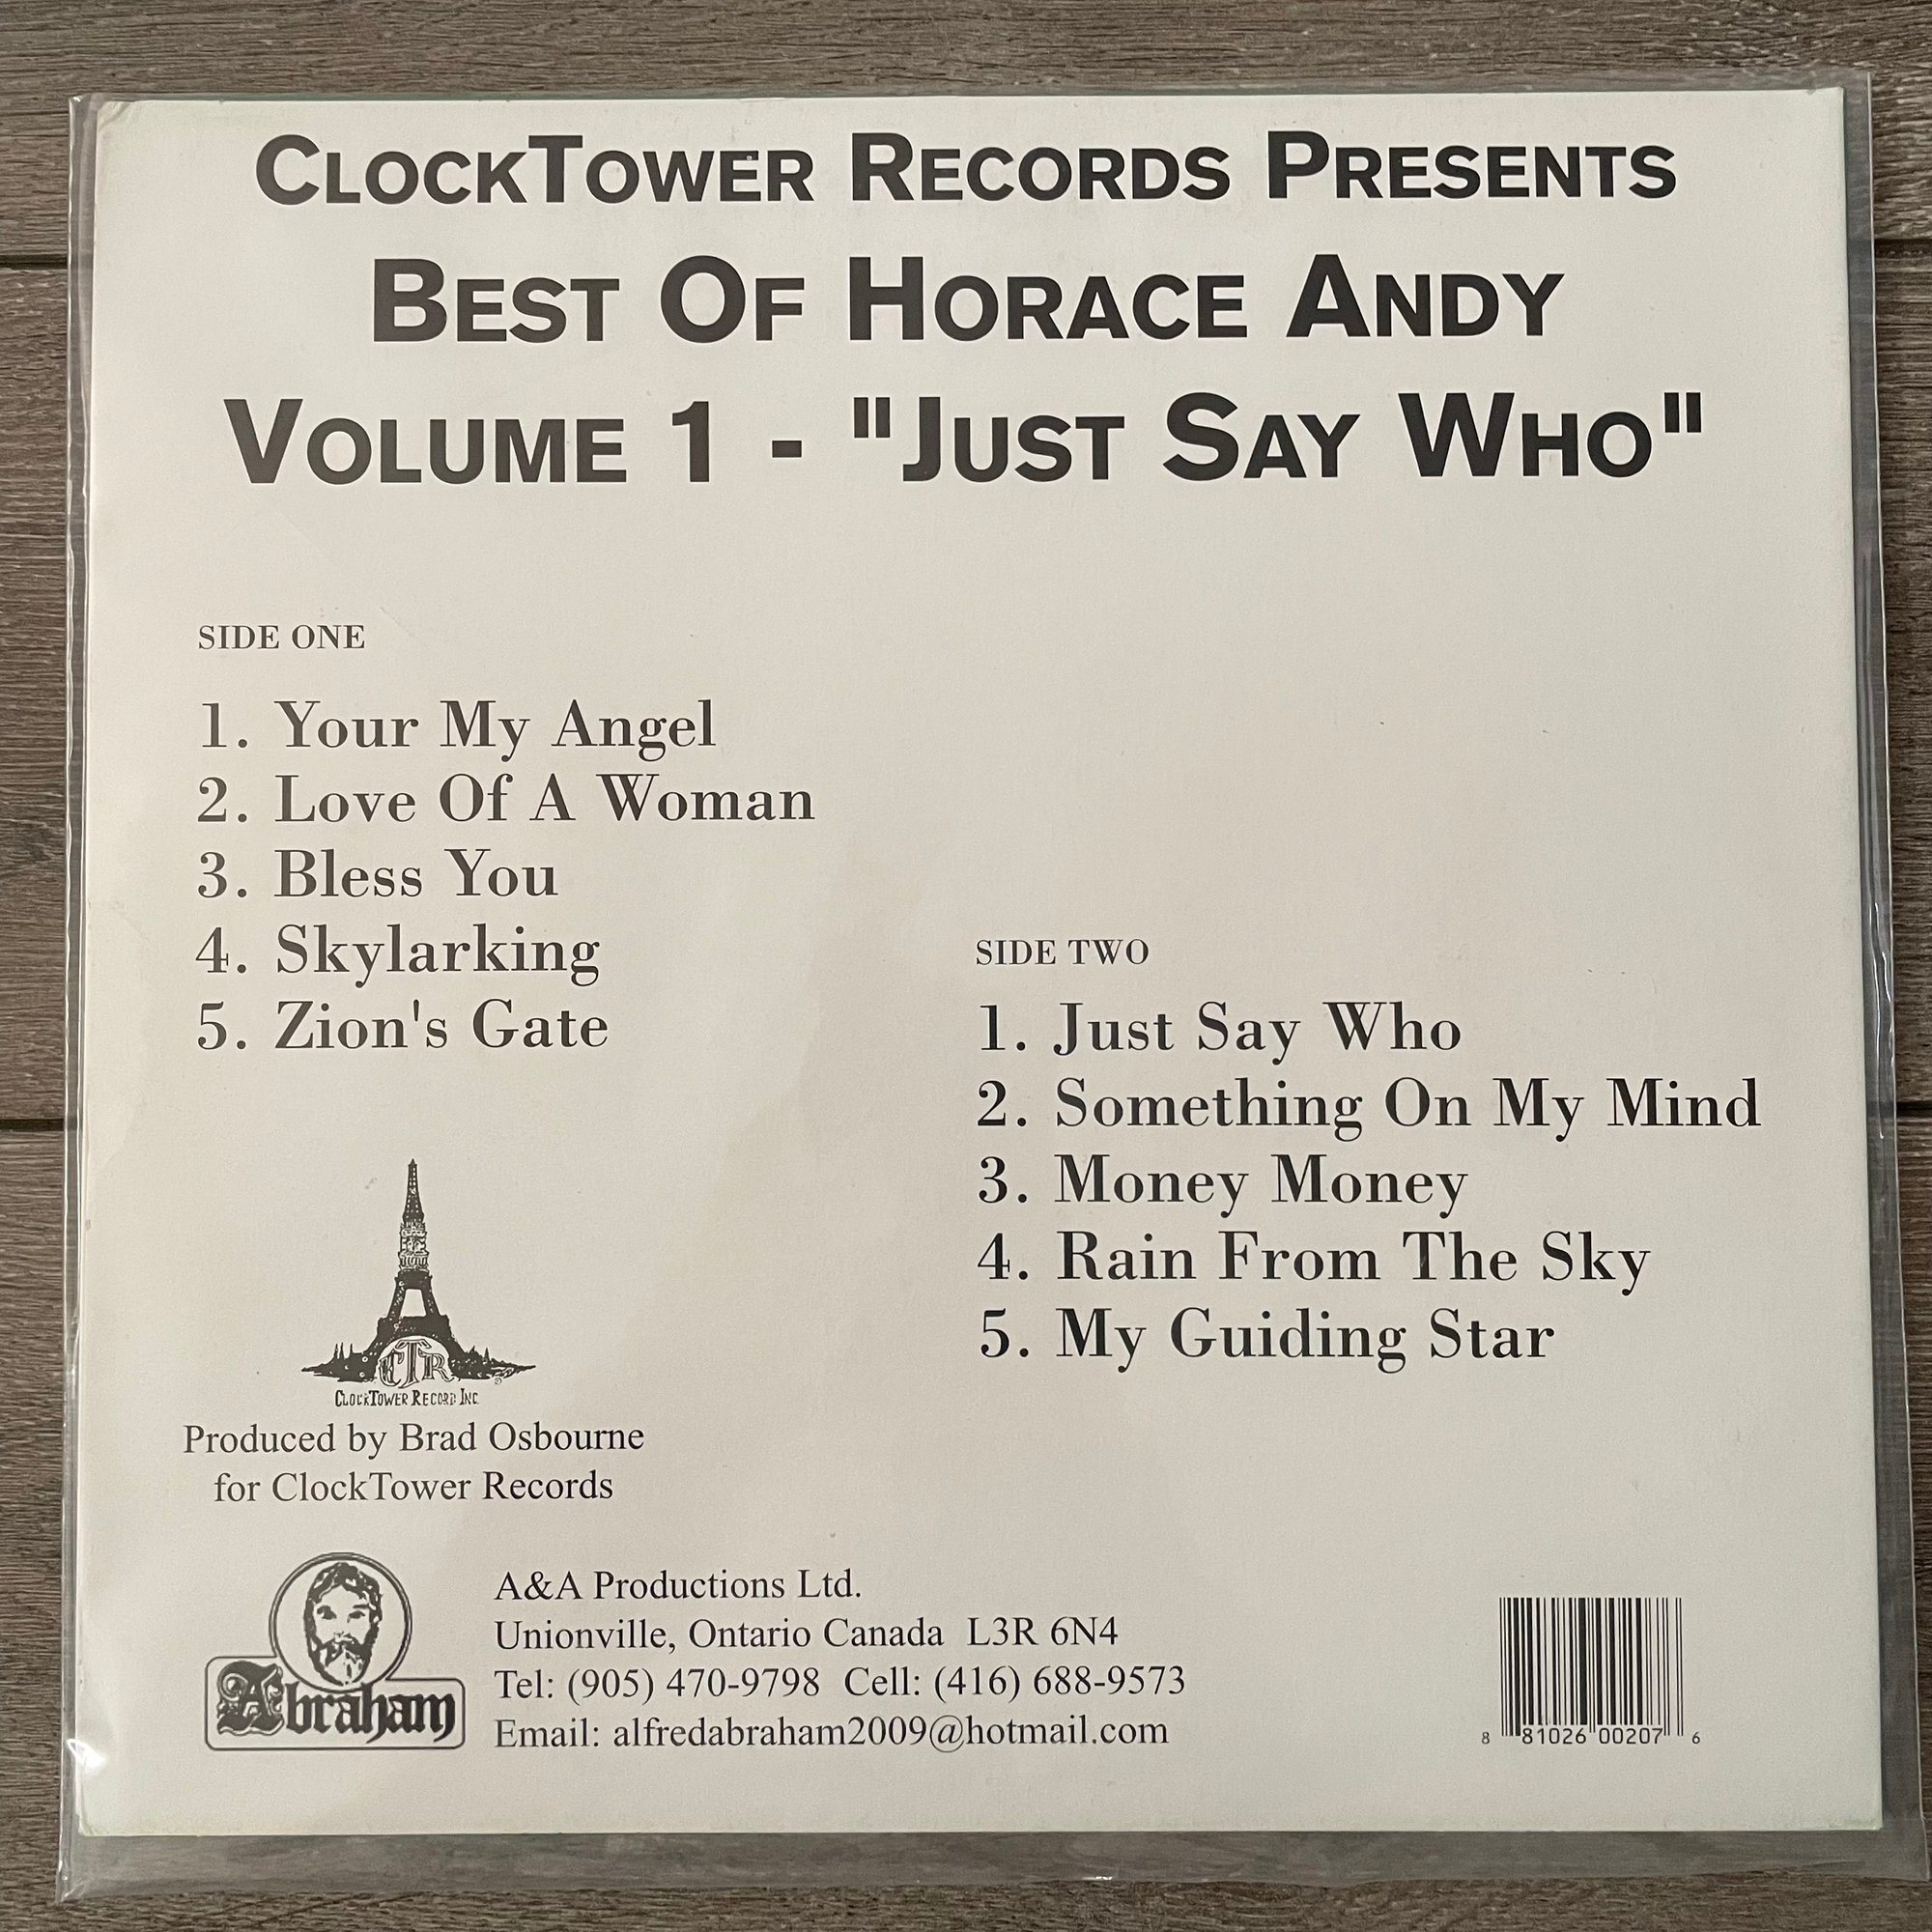 ClockTower Records Presents
Best Of Horace Andy
Volume 1 - "Just Say Who"
SIDE ONE
1. Your My Angel
2. Love Of A Woman
3. Bless You
4. Skylarking
5. Zion's Gate
SIDE TWO
1. Just Say Who
2. Something On My Mind
3. Money Money
4. Rain From The Sky
5. My Guiding Star
CTR
ClockTower Record Inc
Produced by Brad Osbourne
for ClockTower Records
Abraham
A&A Productions Ltd.
Unionville, Ontario Canada L3R 6N4
Tel: (905) 470-9798 Cell: (416) 688-9573
Email: alfredabraham2009@hotmail.com
8 81026 00207 6